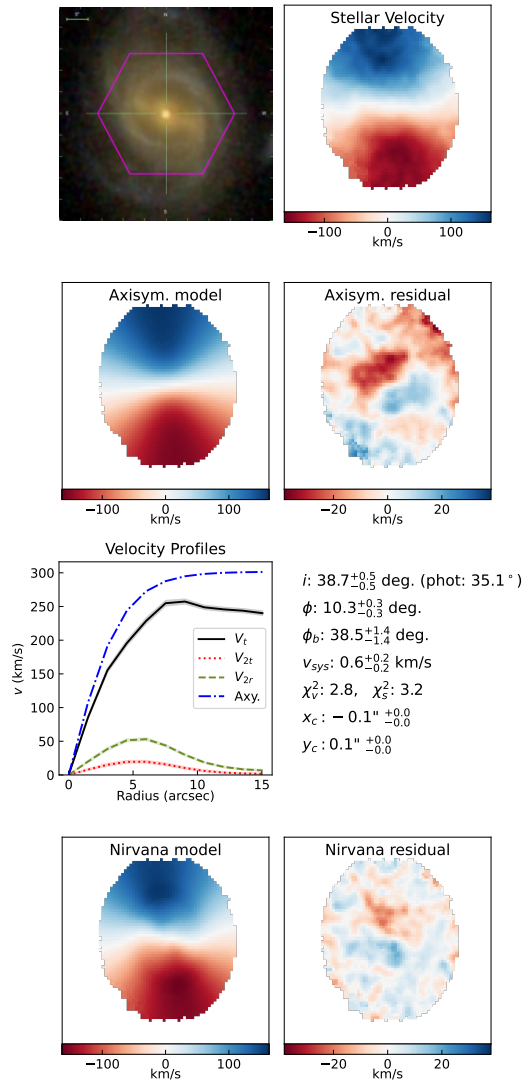 5"
N
E
W
S
Stellar Velocity
−100 0 100
km/s
Axisym. model
−100 0 100
km/s
Axisym. residual
−20 0 20
km/s
Velocity Profiles
v (km/s)
300
250
200
150
100
50
0
V_t
V_2t
V_2r
Axy.
0 5 10 15
Radius (arcsec)
i: 38.7 +0.5 −0.5 deg. (phot: 35.1°)
ϕ: 10.3 +0.3 −0.3 deg.
ϕ_b: 38.5 +1.4 −1.4 deg.
v_sys: 0.6 +0.2 −0.2 km/s
χ²_v: 2.8, χ²_s: 3.2
x_c: −0.1" +0.0 −0.0
y_c: 0.1" +0.0 −0.0
Nirvana model
−100 0 100
km/s
Nirvana residual
−20 0 20
km/s